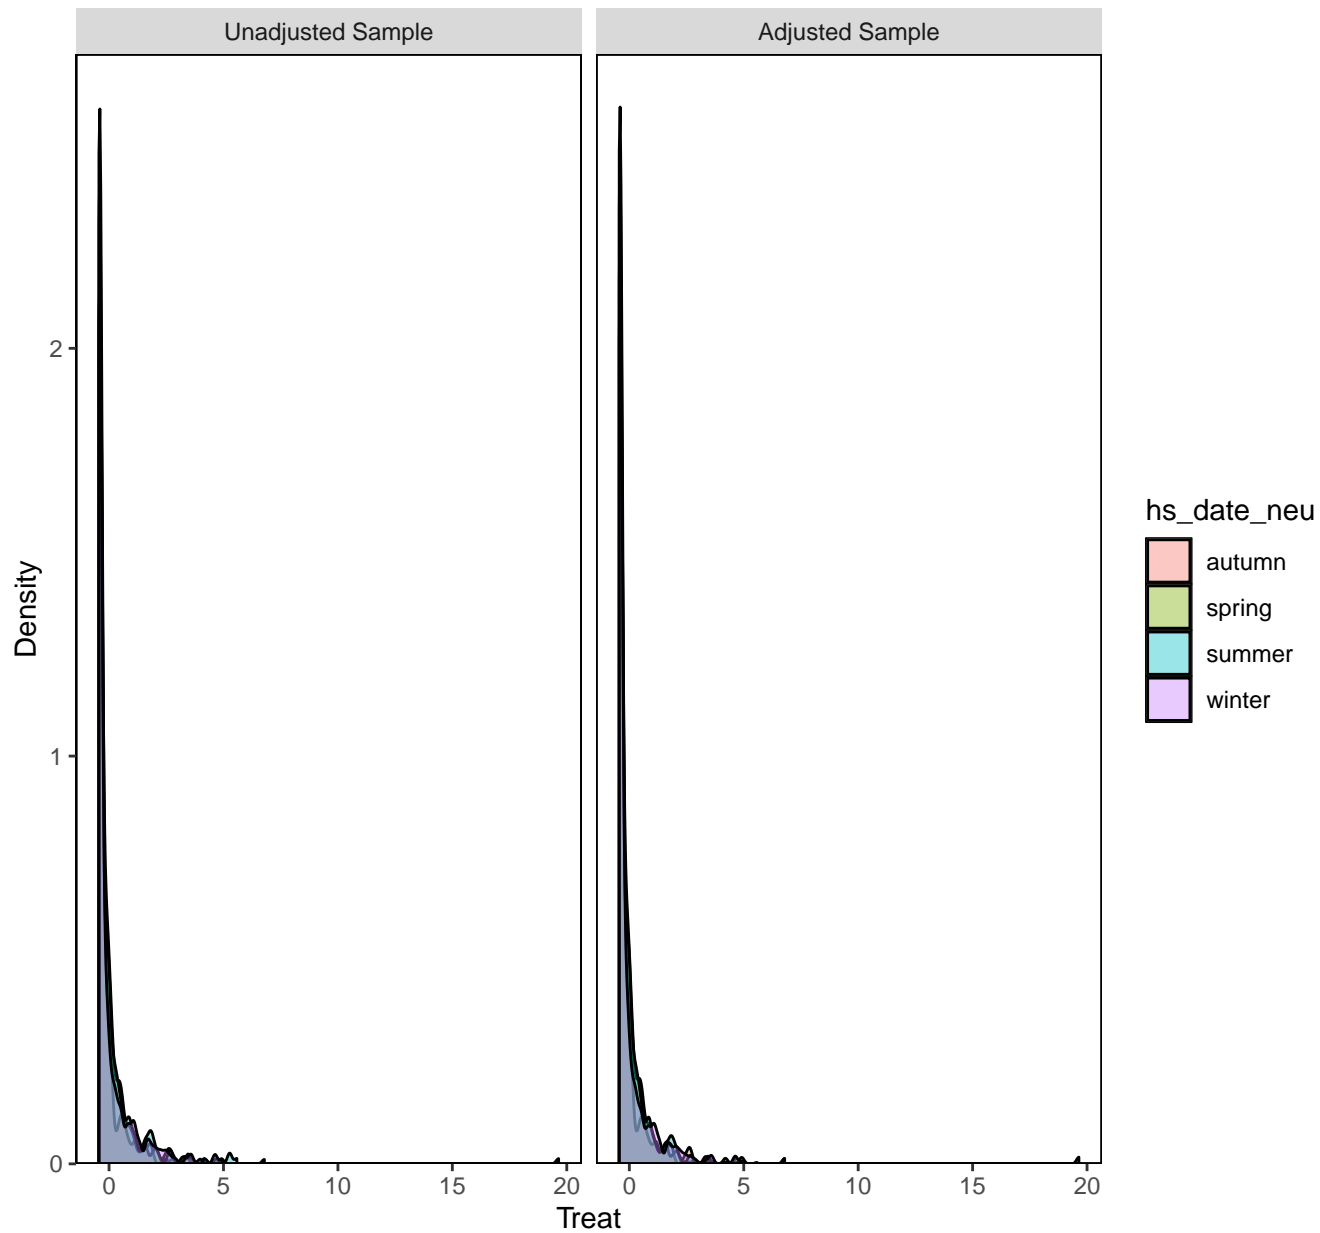 Unadjusted Sample
Adjusted Sample
Density
2
1
0
0 5 10 15 20
0 5 10 15 20
Treat
hs_date_neu
autumn
spring
summer
winter